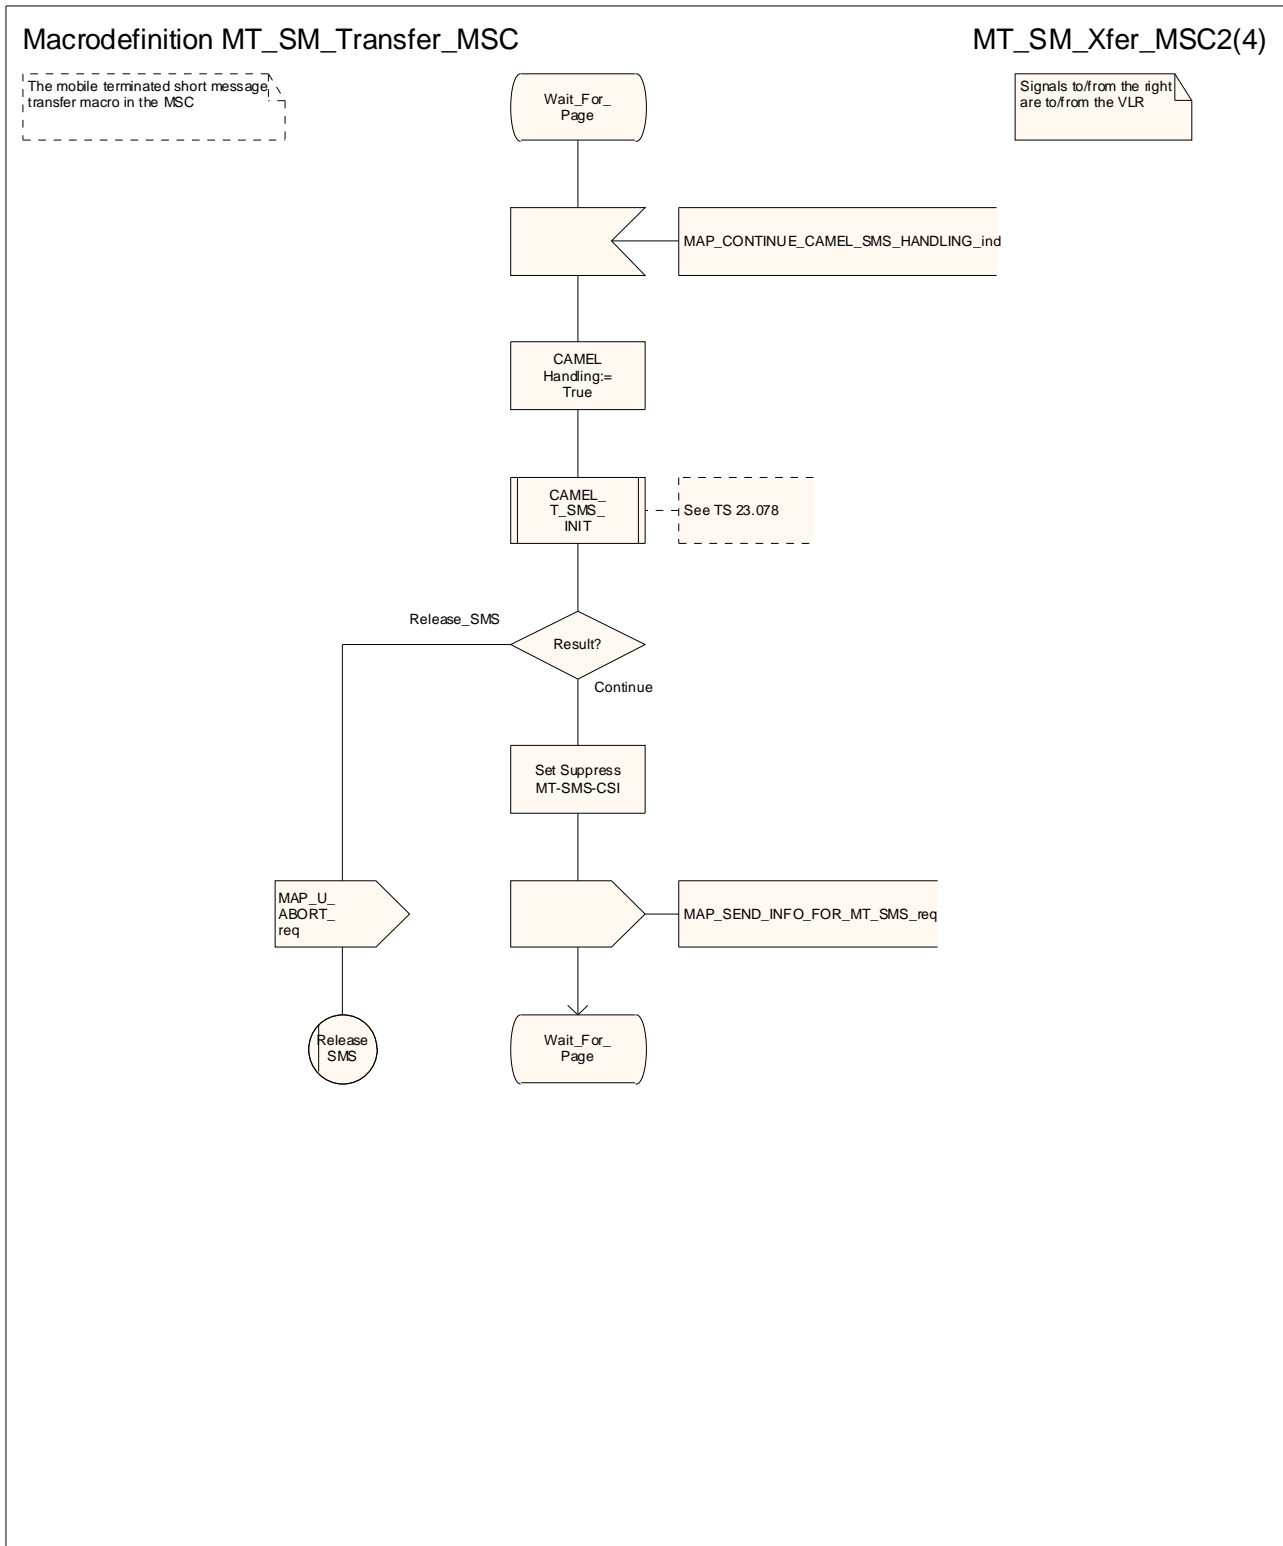 Macrodefinition MT_SM_Transfer_MSC
MT_SM_Xfer_MSC2(4)
The mobile terminated short message
transfer macro in the MSC
Signals to/from the right
are to/from the VLR
Wait_For_
Page
MAP_CONTINUE_CAMEL_SMS_HANDLING_ind
CAMEL
Handling:=
True
CAMEL_
T_SMS_
INIT
See TS 23.078
Release_SMS
Result?
Continue
Set Suppress
MT-SMS-CSI
MAP_U_
ABORT_
req
MAP_SEND_INFO_FOR_MT_SMS_req
Release
SMS
Wait_For_
Page